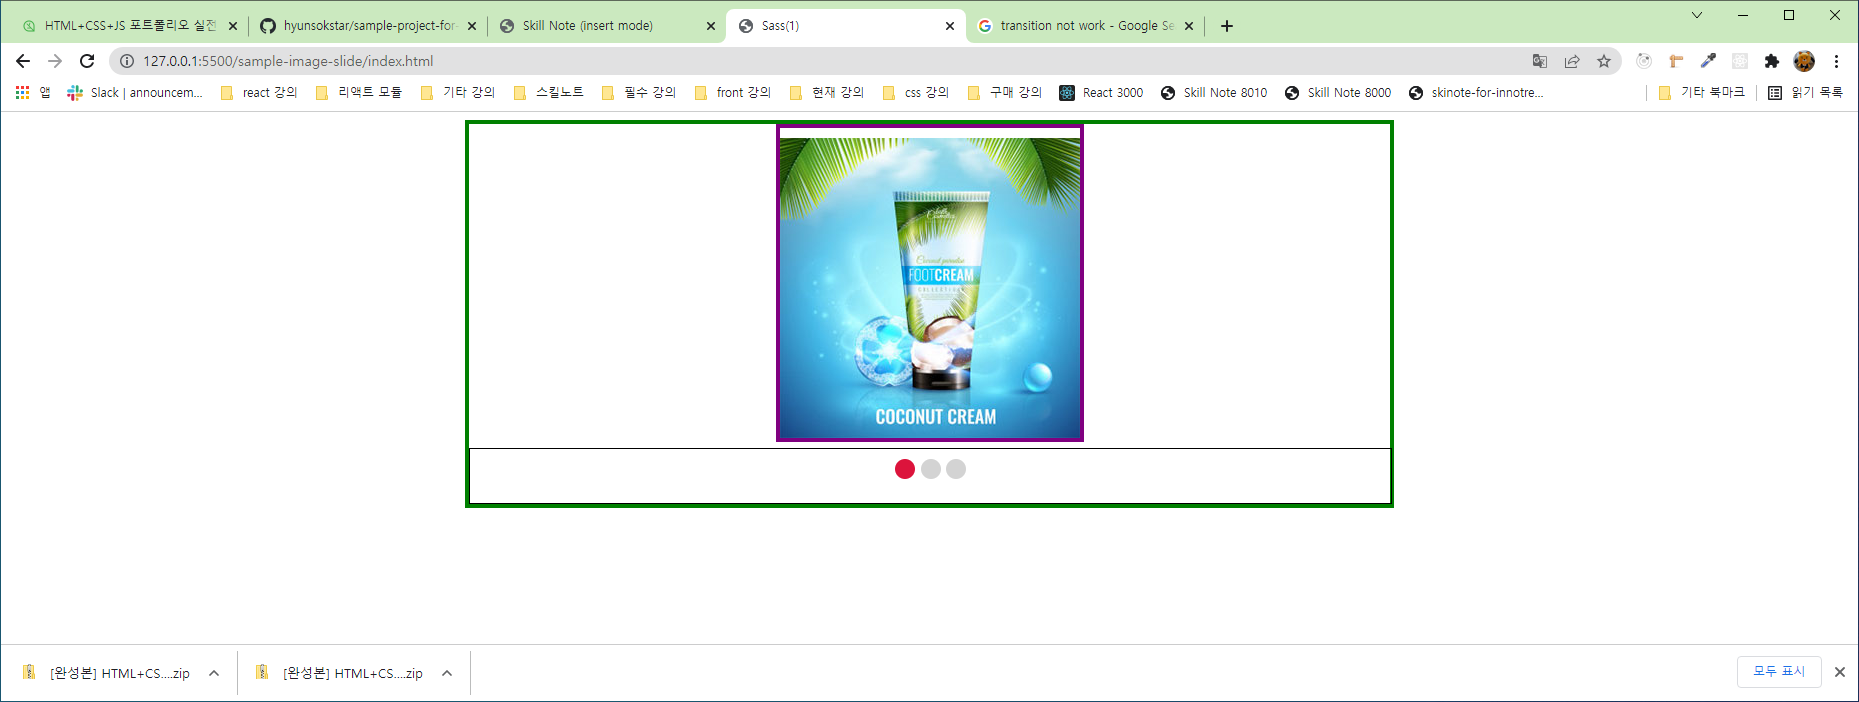 HTML+CSS+JS 포트폴리오 실전
hyunsokstar/sample-project-for-
Skill Note (insert mode)
Sass(1)
transition not work - Google Se
127.0.0.1:5500/sample-image-slide/index.html
앱
Slack | announcem...
react 강의
리액트 모듈
기타 강의
스킬노트
필수 강의
front 강의
현재 강의
css 강의
구매 강의
React 3000
Skill Note 8010
Skill Note 8000
skinote-for-innotre...
기타 북마크
읽기 목록
Coconut paradise
FOOTCREAM
COLLECTION
COCONUT CREAM
[완성본] HTML+CS....zip
[완성본] HTML+CS....zip
모두 표시